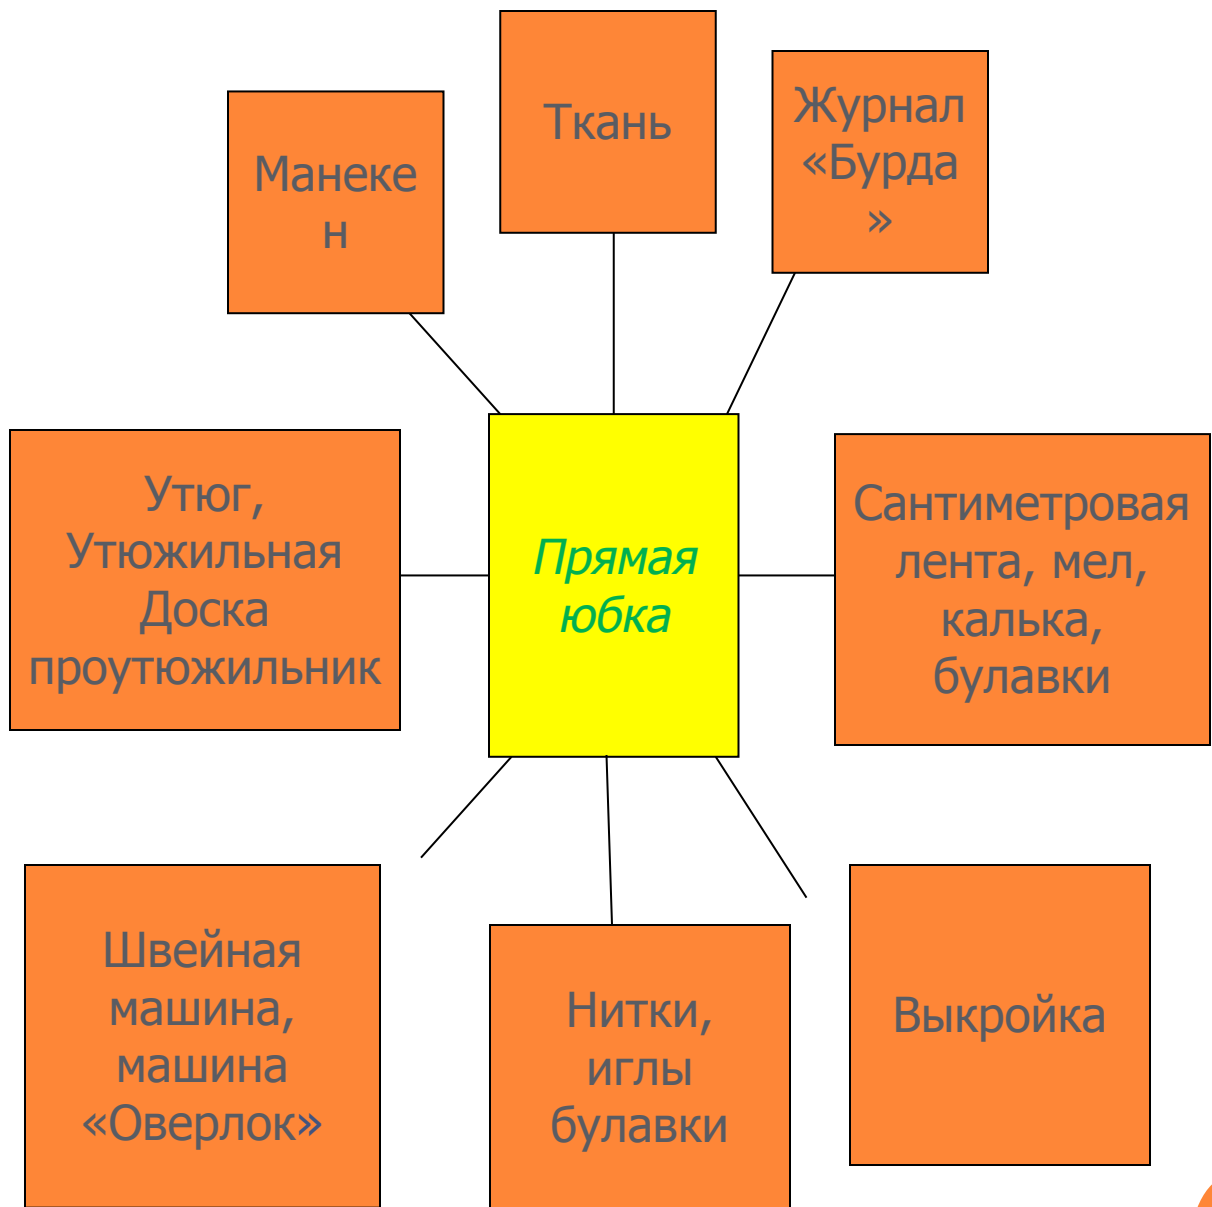 Ткань
Журнал
«Бурда
»
Манеке
н
Утюг,
Утюжильная
Доска
проутюжильник
Прямая
юбка
Сантиметровая
лента, мел,
калька,
булавки
Швейная
машина,
машина
«Оверлок»
Нитки,
иглы
булавки
Выкройка